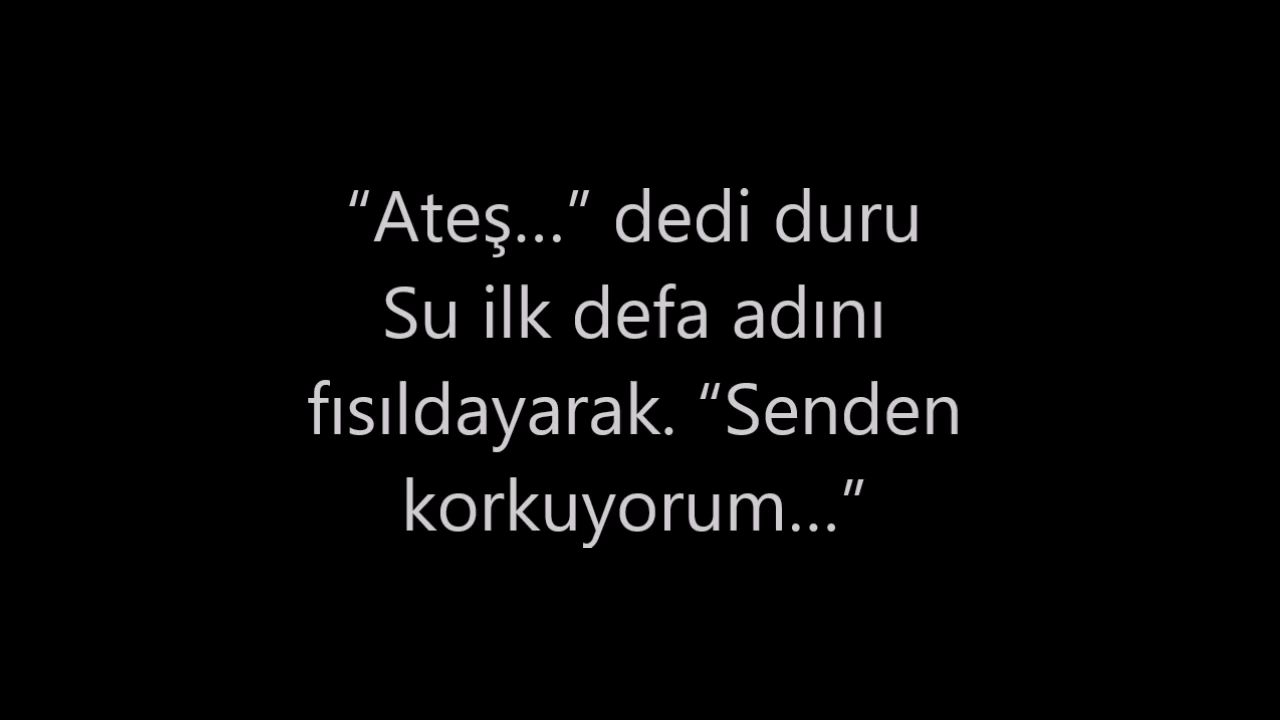 “Ateş...” dedi duru
Su ilk defa adını
fısıldayarak. “Senden
korkuyorum...”